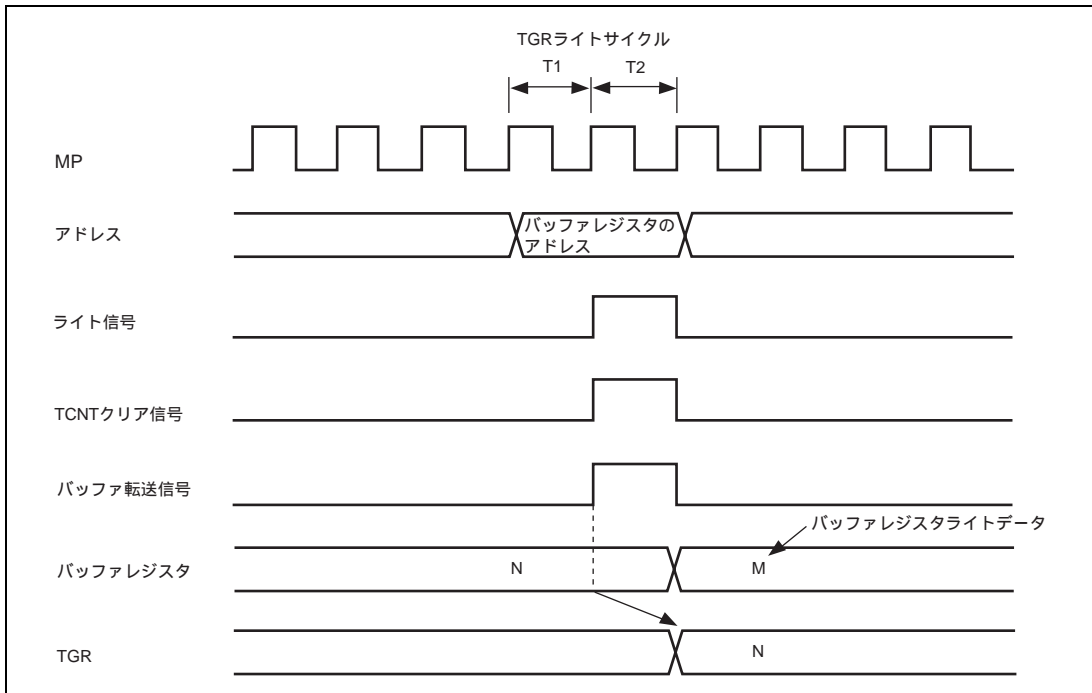 TGRライトサイクル
T1
T2
MP
アドレス
バッファレジスタの
アドレス
ライト信号
TCNTクリア信号
バッファ転送信号
バッファレジスタライトデータ
バッファレジスタ
N
M
TGR
N